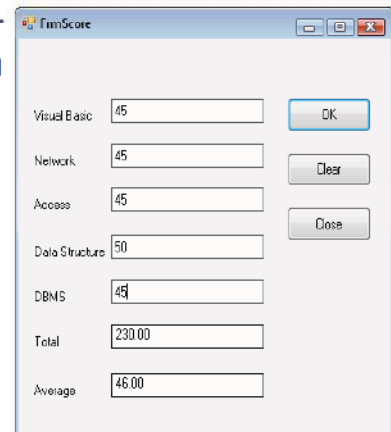 FrmScore
Visual Basic 45
OK
Network 45
Clear
Access 45
Close
Data Structure 50
DBMS 45
Total 230.00
Average 46.00